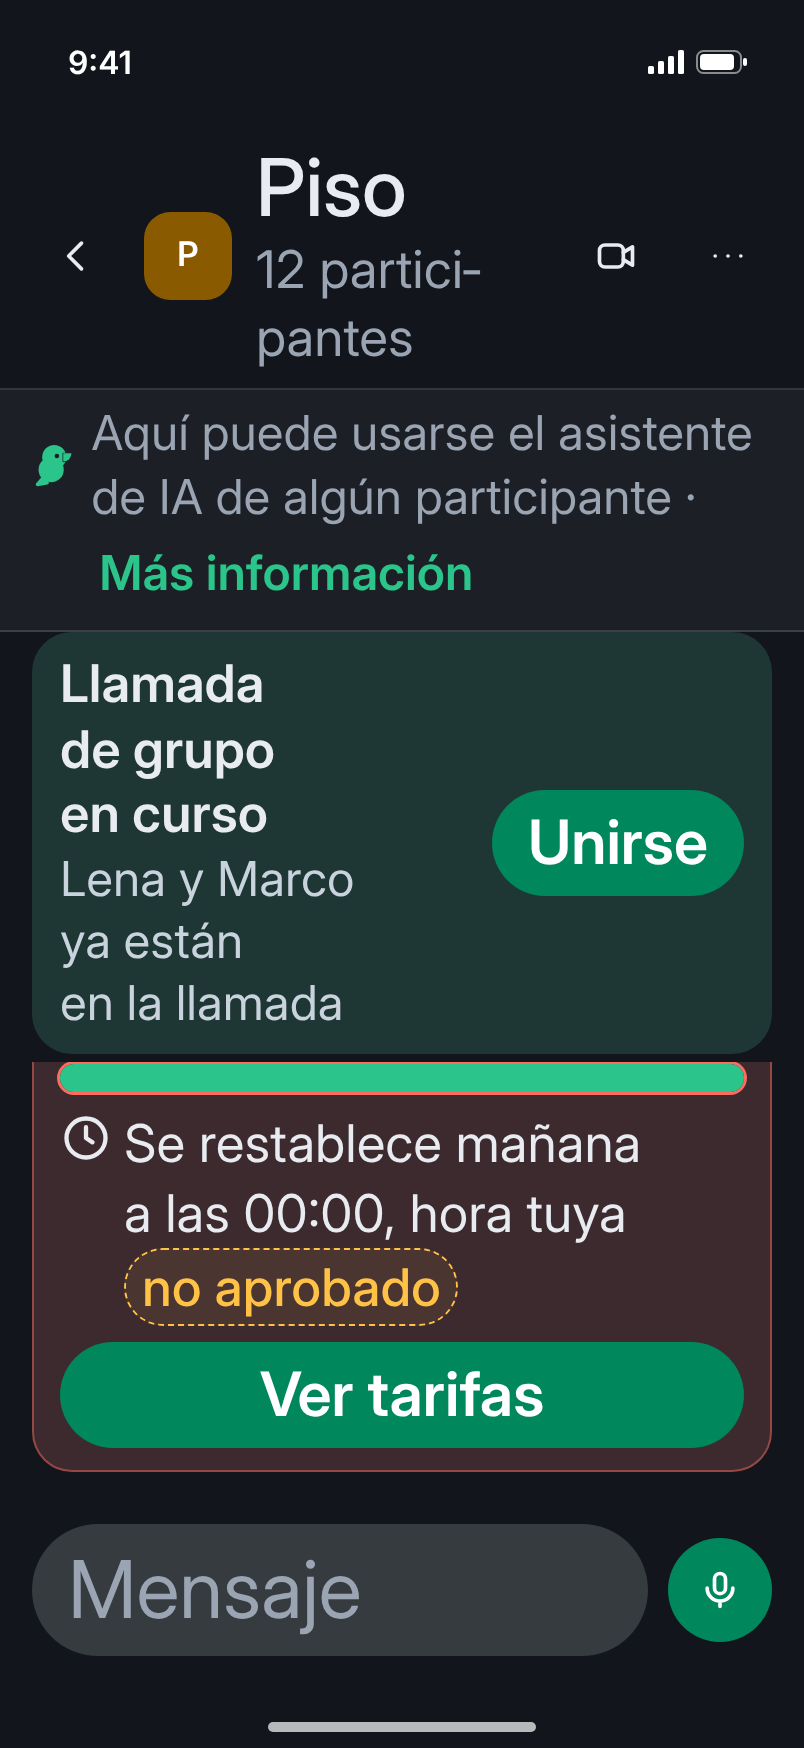 9:41
Piso
P
12 partici-
pantes
Aquí puede usarse el asistente
de IA de algún participante ·
Más información
Llamada
de grupo
en curso
Unirse
Lena y Marco
ya están
en la llamada
Se restablece mañana
a las 00:00, hora tuya
no aprobado
Ver tarifas
Mensaje